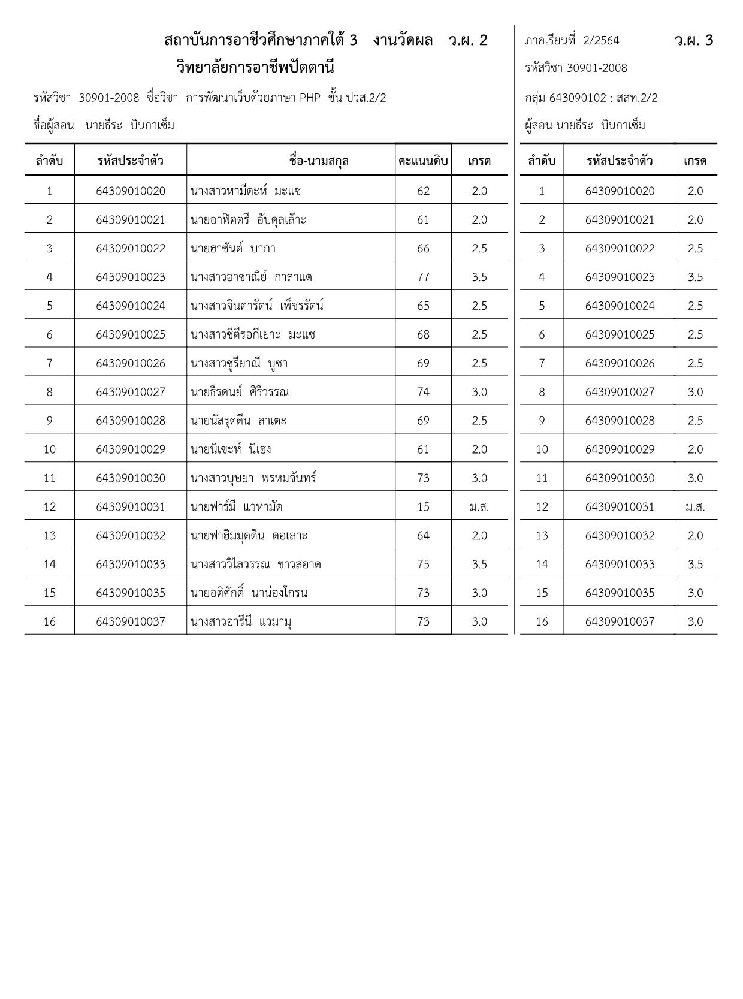 สถาบันการอาชีวศึกษาภาคใต้ 3 งานวัดผล ว.ผ. 2
วิทยาลัยการอาชีพปัตตานี
รหัสวิชา 30901-2008 ชื่อวิชา การพัฒนาเว็บด้วยภาษา PHP ชั้น ปวส.2/2
ชื่อผู้สอน นายธีระ บินกาเซ็ม
ลำดับ รหัสประจำตัว ชื่อ-นามสกุล คะแนนดิบ เกรด
1 64309010020 นางสาวหามีดะห์ มะแซ 62 2.0
2 64309010021 นายอาฟิตตรี อับดุลเล๊าะ 61 2.0
3 64309010022 นายฮาซันต์ บากา 66 2.5
4 64309010023 นางสาวฮาซาณีย์ กาลาแต 77 3.5
5 64309010024 นางสาวจินดารัตน์ เพ็ชรรัตน์ 65 2.5
6 64309010025 นางสาวซีตีรอกีเยาะ มะแซ 68 2.5
7 64309010026 นางสาวซูรียาณี บูซา 69 2.5
8 64309010027 นายธีรดนย์ ศิริวรรณ 74 3.0
9 64309010028 นายนัสรุดดีน ลาเตะ 69 2.5
10 64309010029 นายนิเซะห์ นิเฮง 61 2.0
11 64309010030 นางสาวบุษยา พรหมจันทร์ 73 3.0
12 64309010031 นายฟาร์มี แวหามัด 15 ม.ส.
13 64309010032 นายฟาฮิมมุดดีน ดอเลาะ 64 2.0
14 64309010033 นางสาววิไลวรรณ ขาวสอาด 75 3.5
15 64309010035 นายอดิศักดิ์ นาน่องโกรน 73 3.0
16 64309010037 นางสาวอารีนี แวมามุ 73 3.0
ภาคเรียนที่ 2/2564 ว.ผ. 3
รหัสวิชา 30901-2008
กลุ่ม 643090102 : สสท.2/2
ผู้สอน นายธีระ บินกาเซ็ม
ลำดับ รหัสประจำตัว เกรด
1 64309010020 2.0
2 64309010021 2.0
3 64309010022 2.5
4 64309010023 3.5
5 64309010024 2.5
6 64309010025 2.5
7 64309010026 2.5
8 64309010027 3.0
9 64309010028 2.5
10 64309010029 2.0
11 64309010030 3.0
12 64309010031 ม.ส.
13 64309010032 2.0
14 64309010033 3.5
15 64309010035 3.0
16 64309010037 3.0